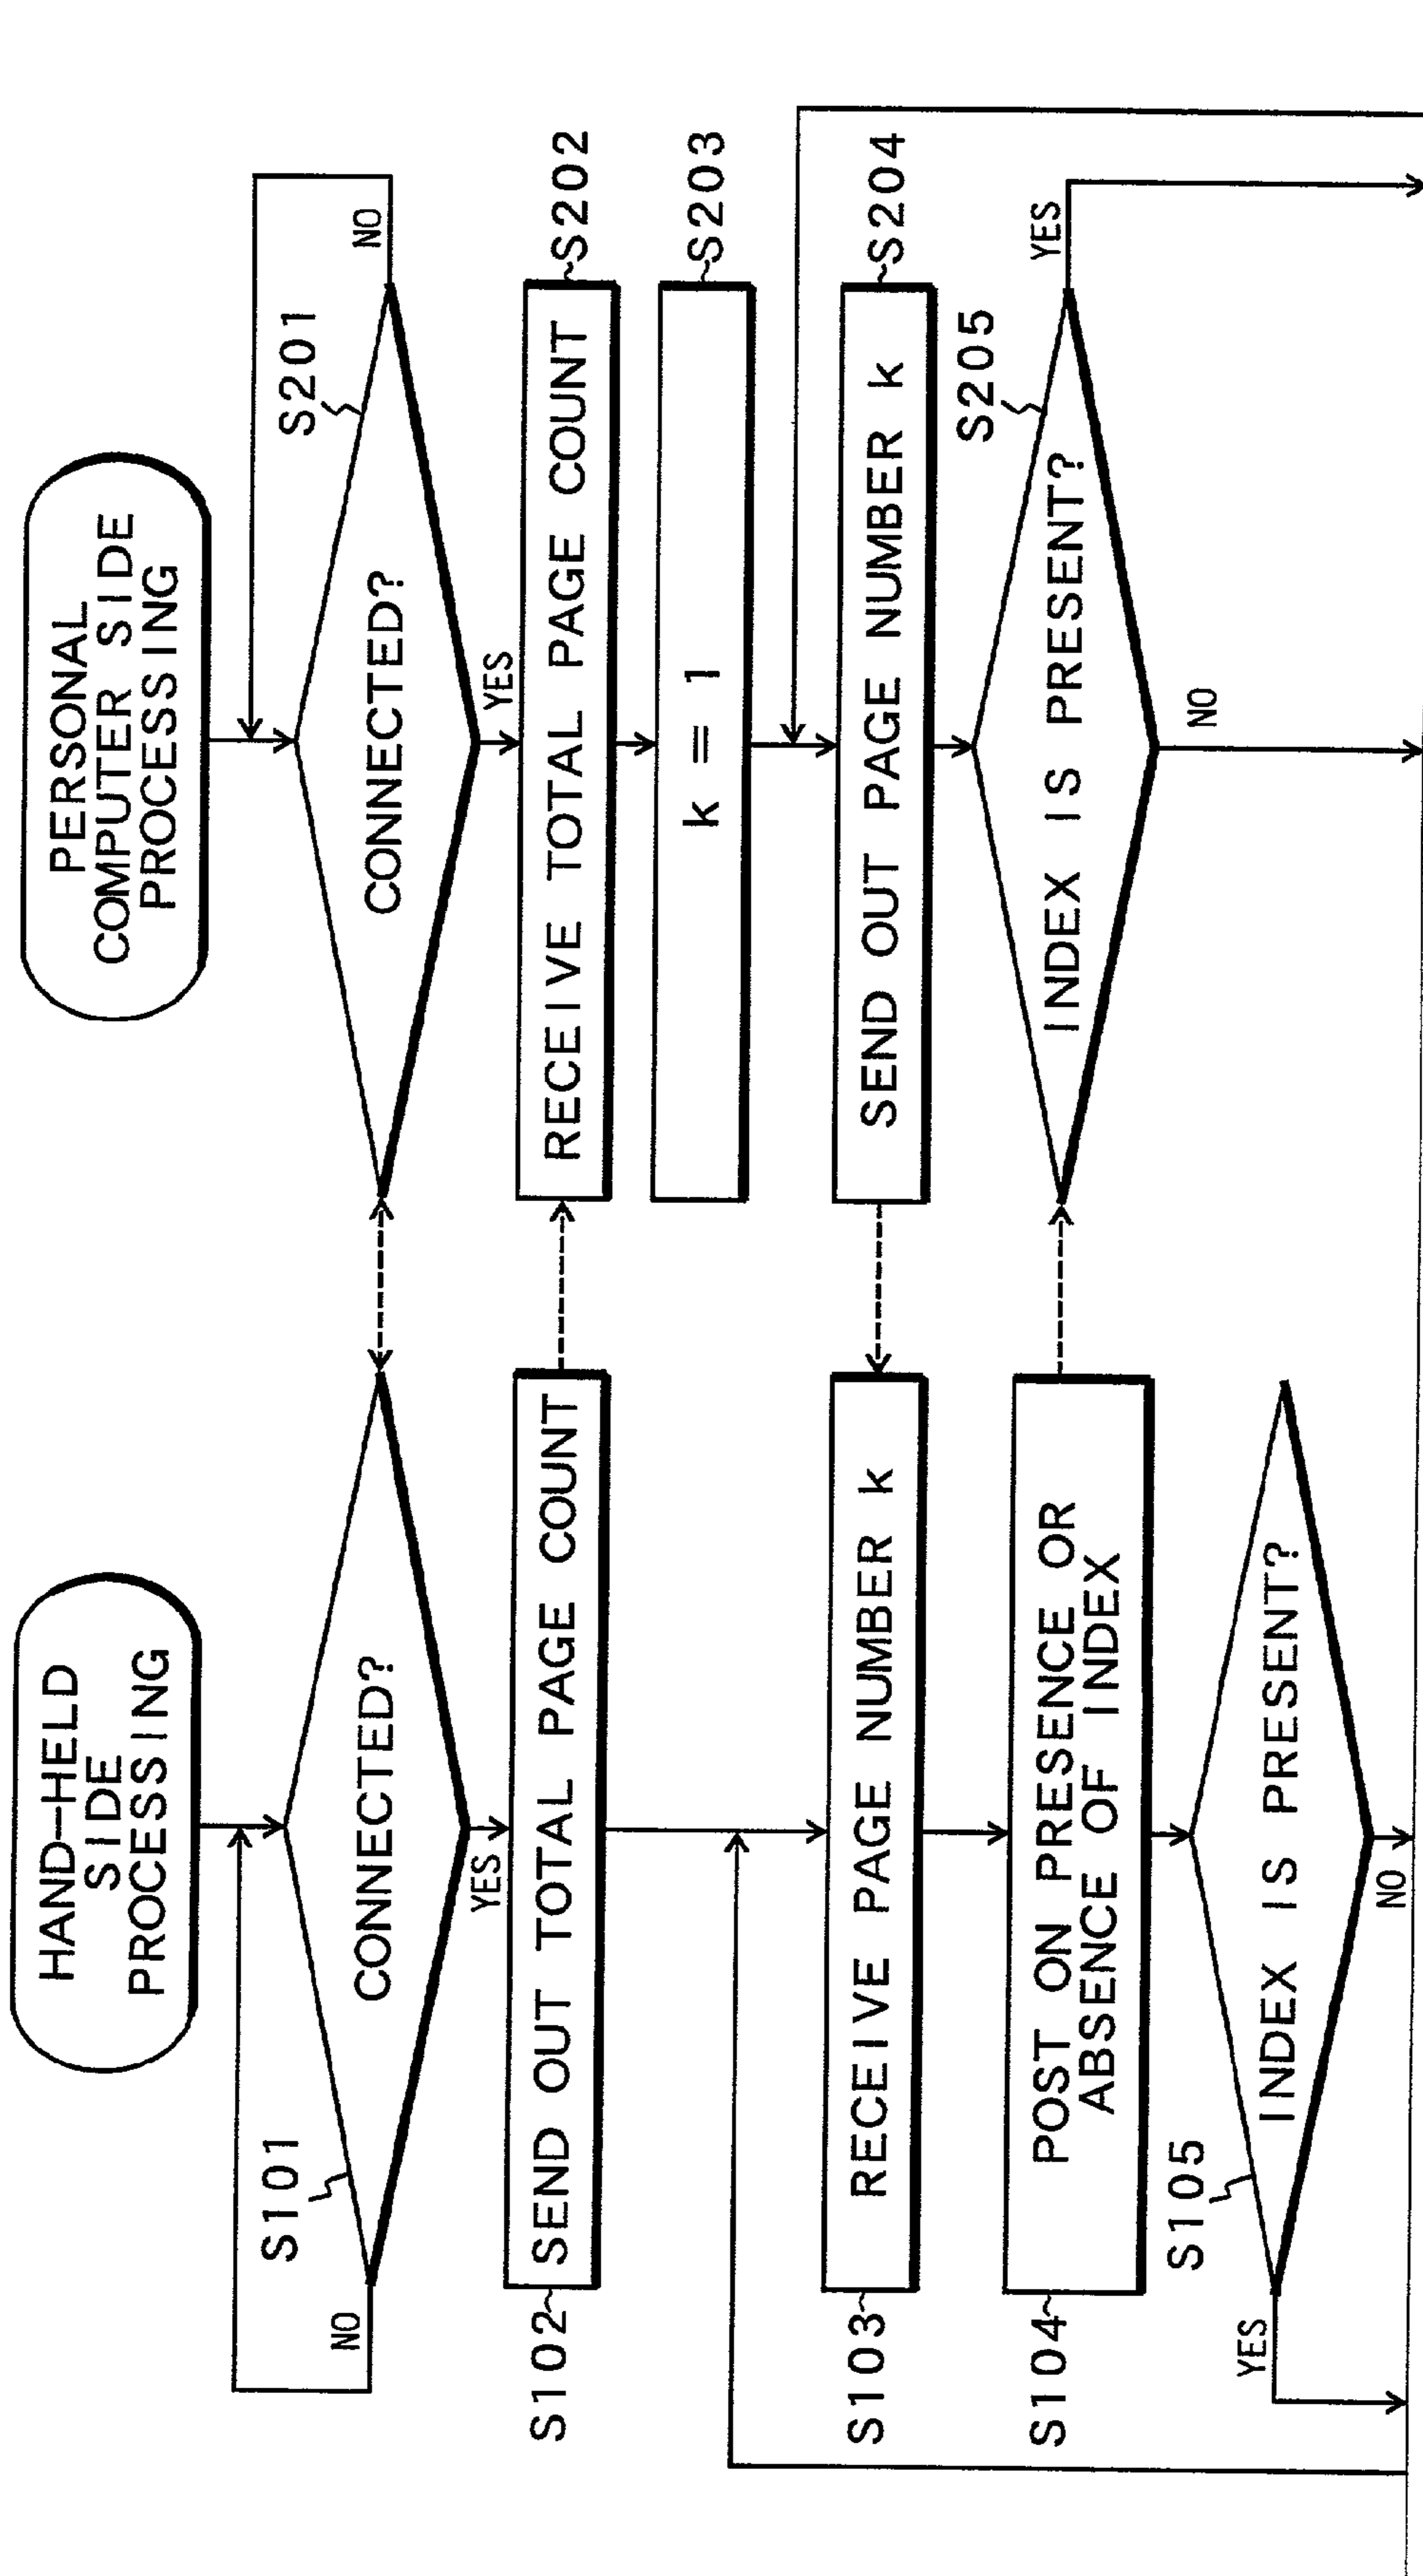 HAND-HELD
SIDE
PROCESSING
S101
CONNECTED?
NO
YES
S102
SEND OUT TOTAL PAGE COUNT
S103
RECEIVE PAGE NUMBER k
S104
POST ON PRESENCE OR
ABSENCE OF INDEX
S105
INDEX IS PRESENT?
YES
NO
PERSONAL
COMPUTER SIDE
PROCESSING
S201
CONNECTED?
NO
YES
RECEIVE TOTAL PAGE COUNT
S202
k = 1
S203
SEND OUT PAGE NUMBER k
S204
S205
INDEX IS PRESENT?
YES
NO